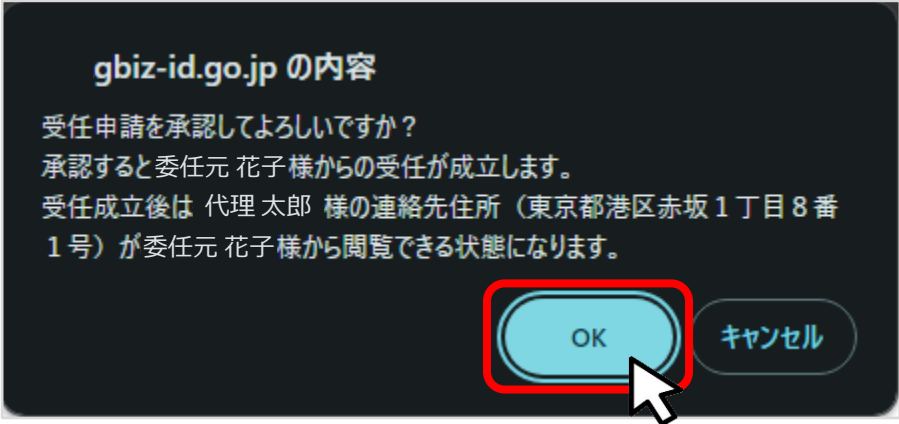 gbiz-id.go.jp の内容
受任申請を承認してよろしいですか？
承認すると委任元 花子様からの受任が成立します。
受任成立後は 代理 太郎 様の連絡先住所（東京都港区赤坂１丁目８番
１号）が委任元 花子様から閲覧できる状態になります。
OK
キャンセル